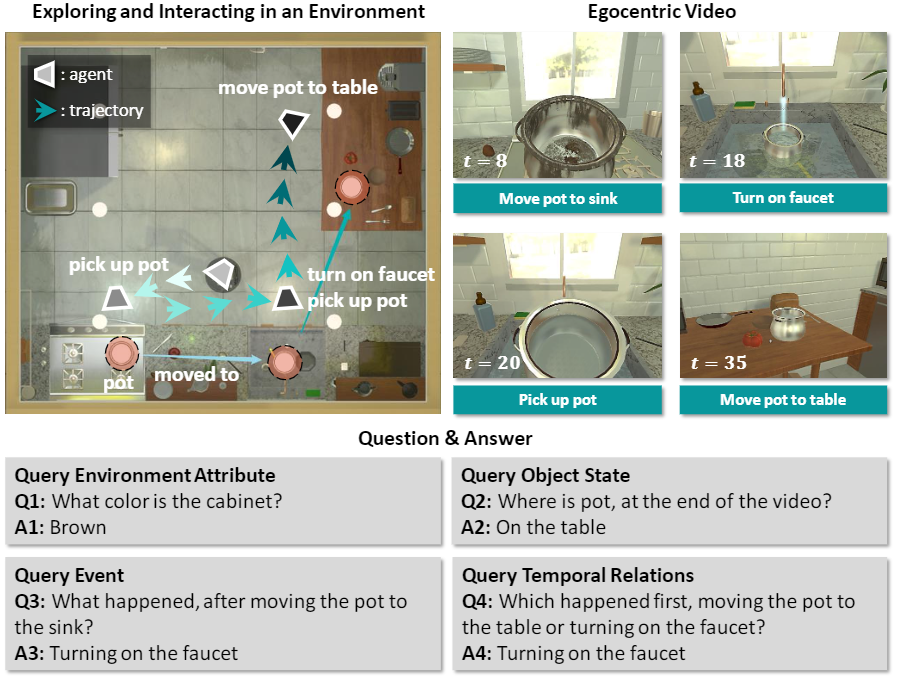 Exploring and Interacting in an Environment
Egocentric Video
: agent
: trajectory
move pot to table
pick up pot
turn on faucet
pick up pot
pot
moved to
t = 8
Move pot to sink
t = 18
Turn on faucet
t = 20
Pick up pot
t = 35
Move pot to table
Question & Answer
Query Environment Attribute
Q1: What color is the cabinet?
A1: Brown
Query Object State
Q2: Where is pot, at the end of the video?
A2: On the table
Query Event
Q3: What happened, after moving the pot to
the sink?
A3: Turning on the faucet
Query Temporal Relations
Q4: Which happened first, moving the pot to
the table or turning on the faucet?
A4: Turning on the faucet